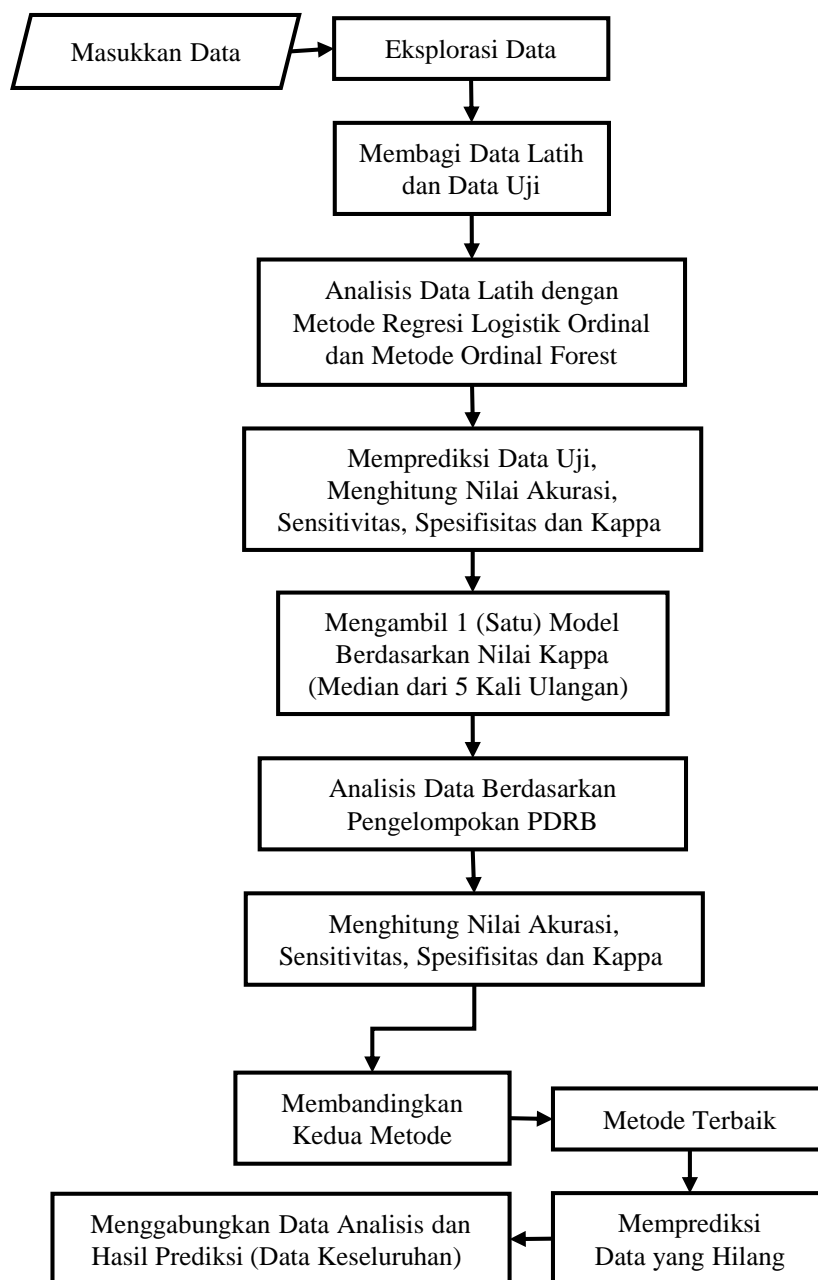 Masukkan Data
Eksplorasi Data
Membagi Data Latih
dan Data Uji
Analisis Data Latih dengan
Metode Regresi Logistik Ordinal
dan Metode Ordinal Forest
Memprediksi Data Uji,
Menghitung Nilai Akurasi,
Sensitivitas, Spesifisitas dan Kappa
Mengambil 1 (Satu) Model
Berdasarkan Nilai Kappa
(Median dari 5 Kali Ulangan)
Analisis Data Berdasarkan
Pengelompokan PDRB
Menghitung Nilai Akurasi,
Sensitivitas, Spesifisitas dan Kappa
Membandingkan
Kedua Metode
Metode Terbaik
Memprediksi
Data yang Hilang
Menggabungkan Data Analisis dan
Hasil Prediksi (Data Keseluruhan)